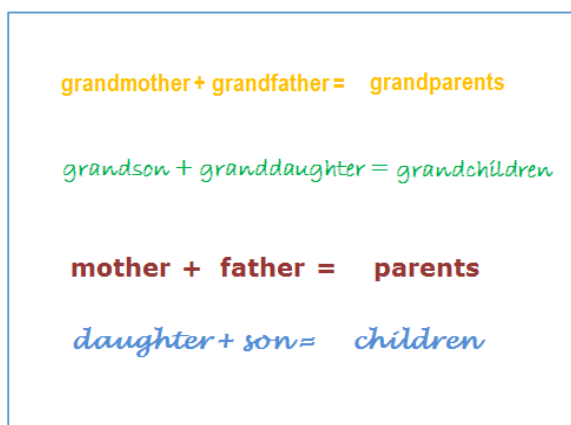 grandmother + grandfather = grandparents
grandson + granddaughter = grandchildren
mother + father = parents
daughter + son = children